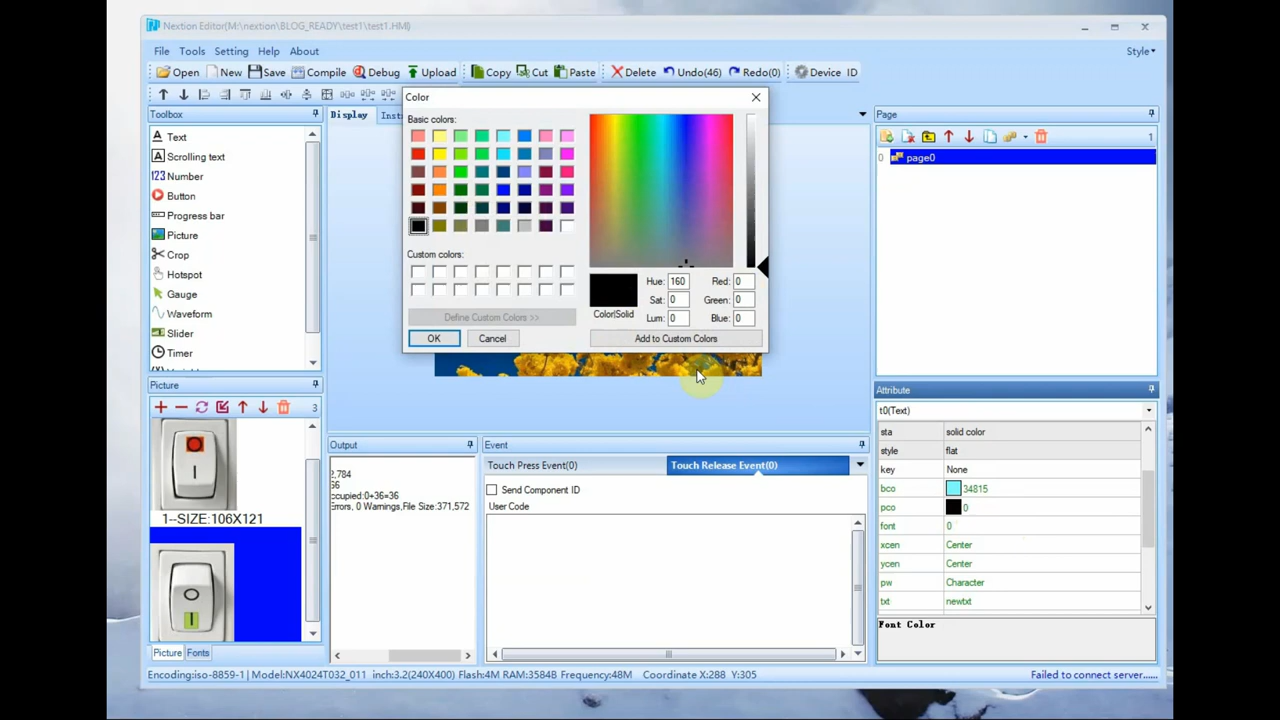 Nextion Editor(M:\nextion\BLOG_READY\test1\test1.HMI)
File Tools Setting Help About Style
Open New Save Compile Debug Upload Copy Cut Paste Delete Undo(46) Redo(0) Device ID
Toolbox
Text
Scrolling text
Number
Button
Progress bar
Picture
Crop
Hotspot
Gauge
Waveform
Slider
Timer
Picture
3
1--SIZE:106X121
Picture Fonts
Display
Color
Basic colors:
Custom colors:
Define Custom Colors >>
OK Cancel
Color|Solid
Hue: 160 Red: 0
Sat: 0 Green: 0
Lum: 0 Blue: 0
Add to Custom Colors
Output
2,784
ccupied:0+36=36
Errors, 0 Warnings,File Size:371,572
Event
Touch Press Event(0) Touch Release Event(0)
Send Component ID
User Code
Page
1
0 page0
Attribute
t0(Text)
sta solid color
style flat
key None
bco 34815
pco 0
font 0
xcen Center
ycen Center
pw Character
txt newtxt
Font Color
Encoding:iso-8859-1 Model:NX4024T032_011 inch:3.2(240X400) Flash:4M RAM:3584B Frequency:48M Coordinate X:288 Y:305 Failed to connect server......